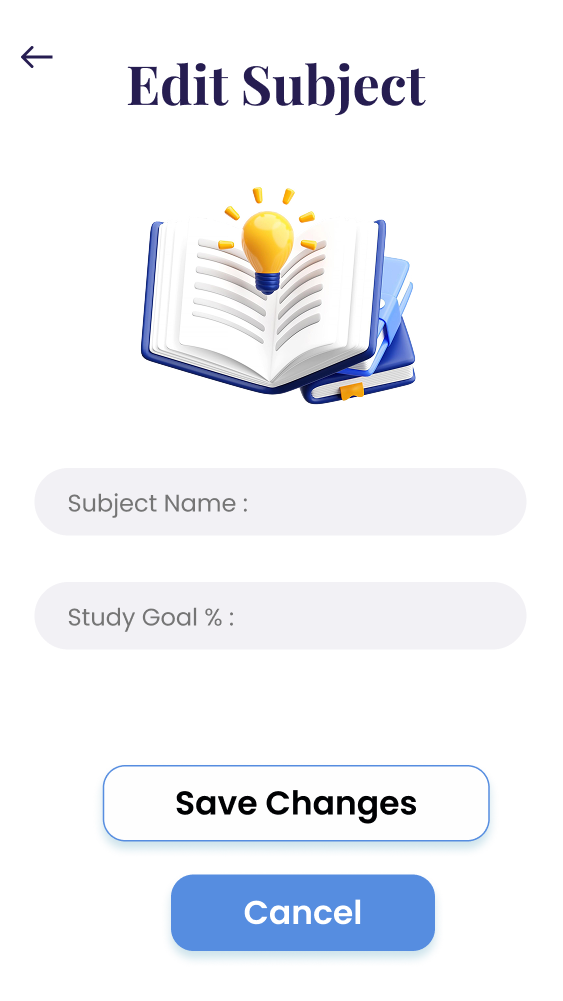 Edit Subject
Subject Name :
Study Goal % :
Save Changes
Cancel